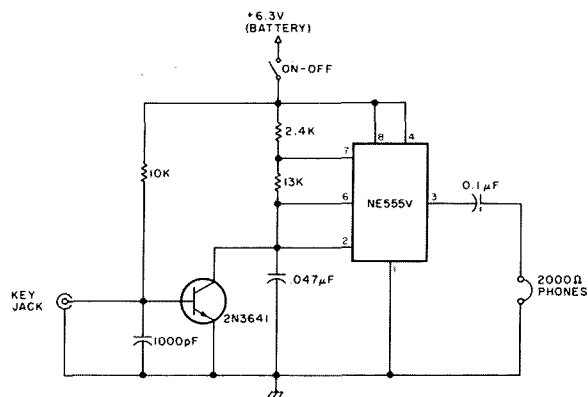 +6.3V
(BATTERY)
ON-OFF
2.4K
8
4
7
10K
13K
0.1µF
6
NE555V
3
2
.047µF
1
KEY
JACK
2N3641
2000Ω
PHONES
1000pF